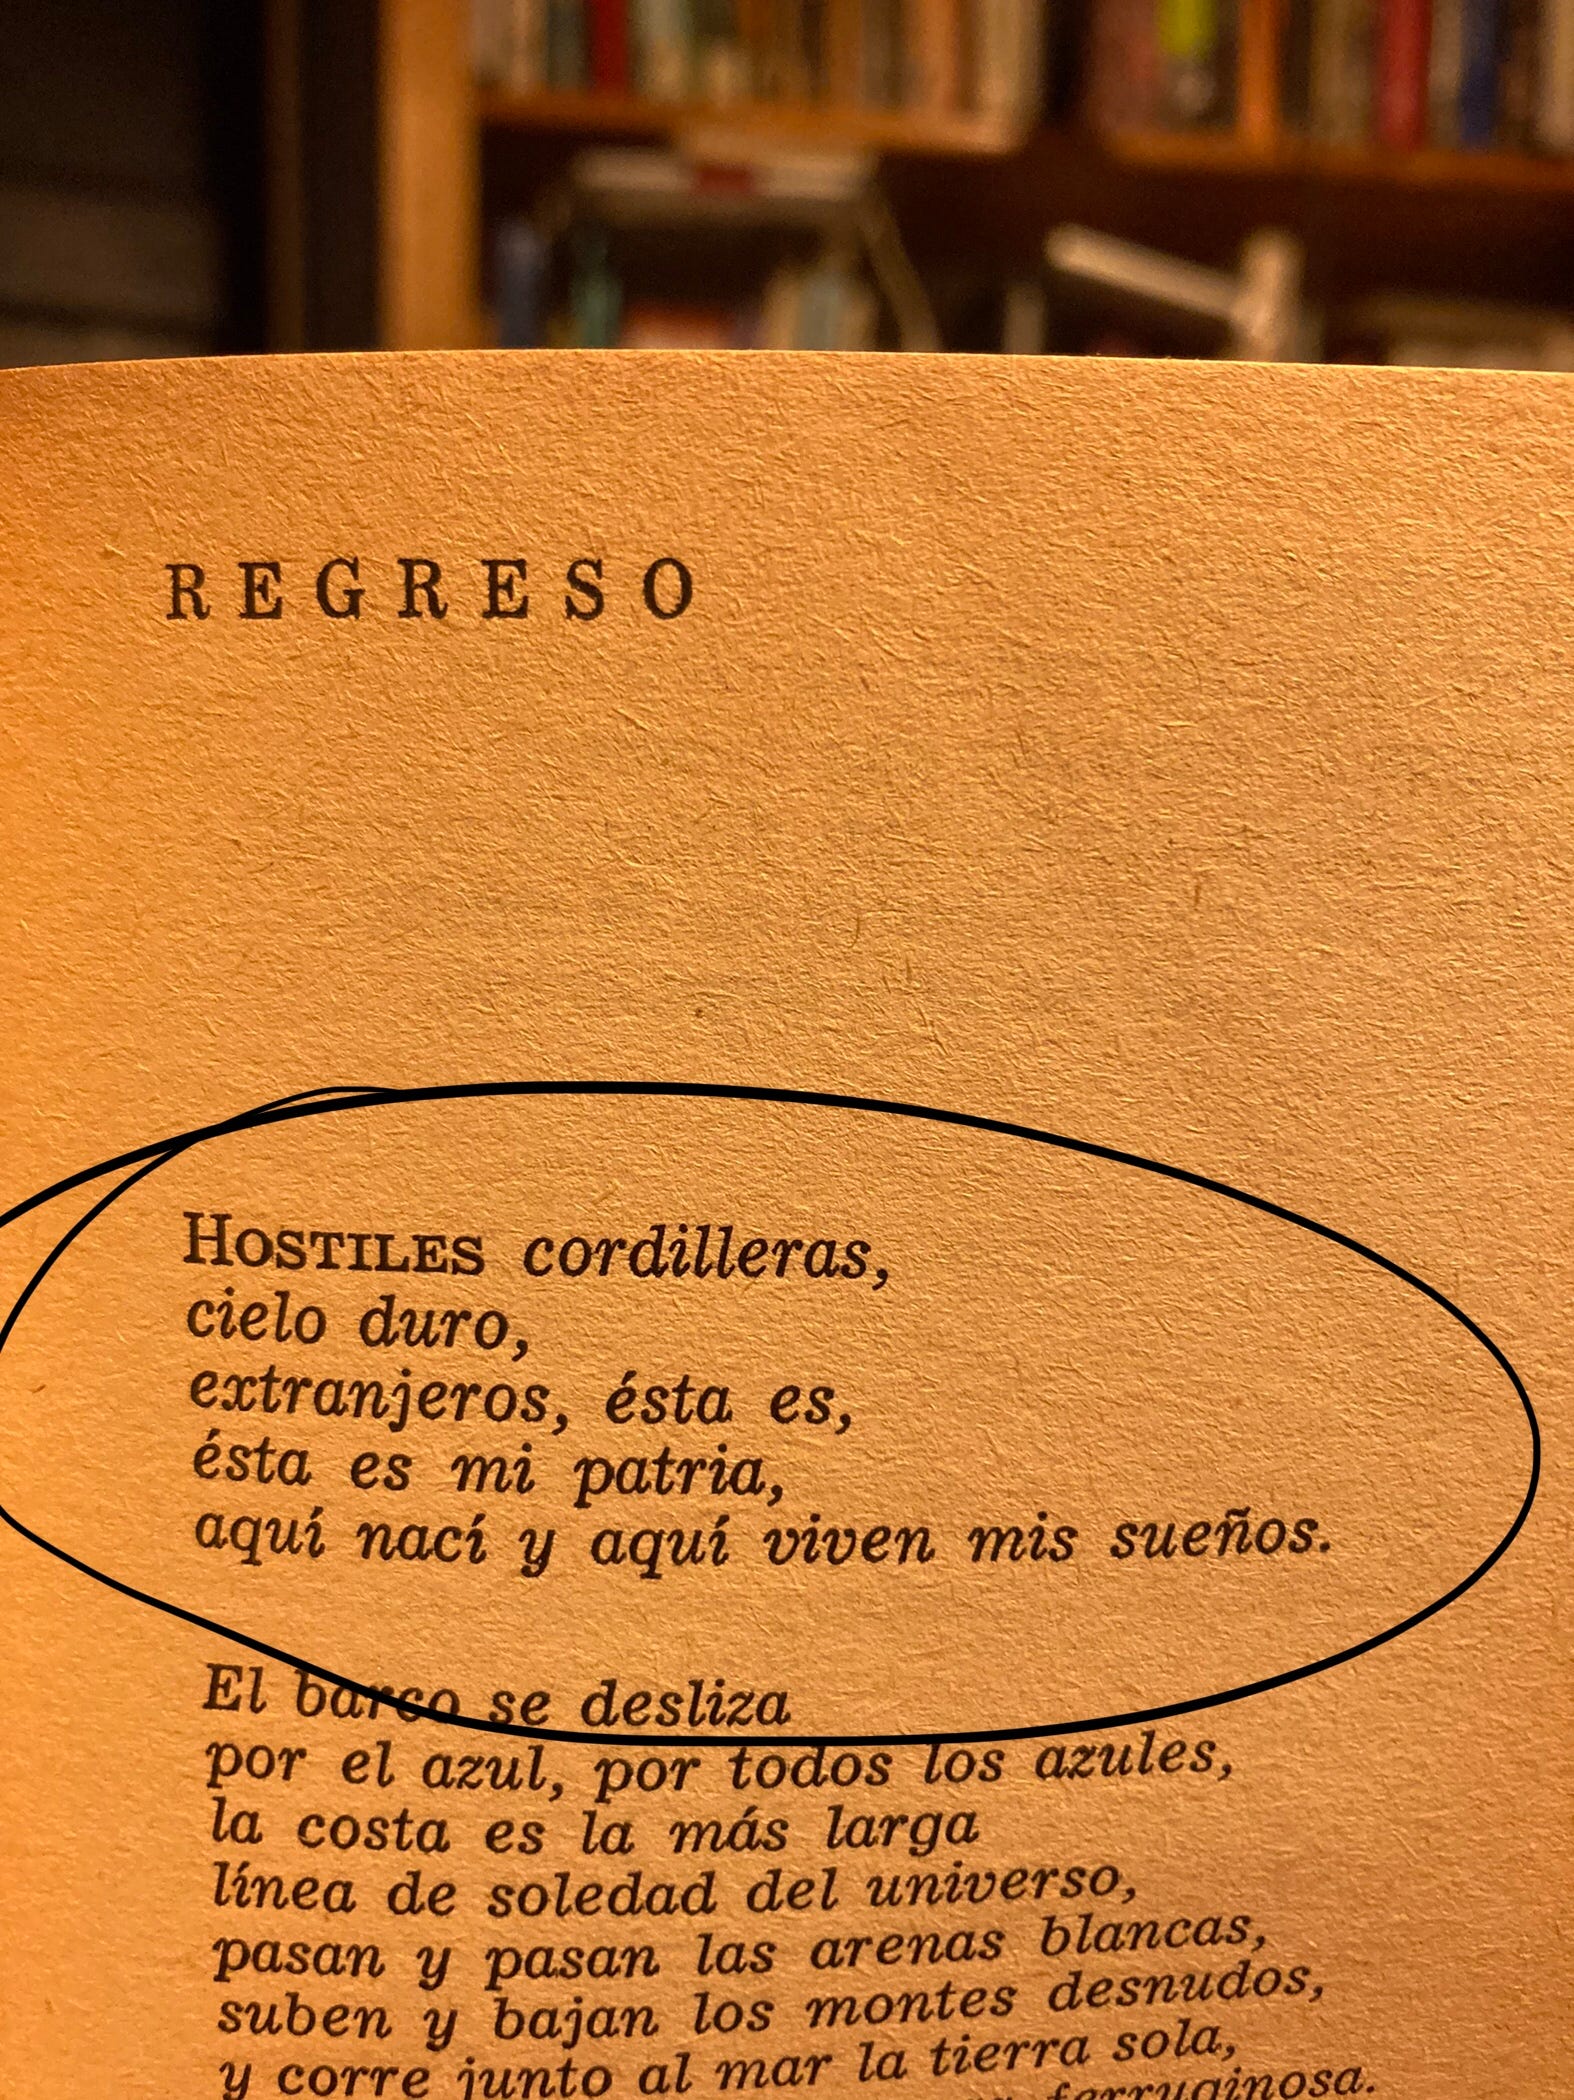 REGRESO
HOSTILES cordilleras,
cielo duro,
extranjeros, ésta es,
ésta es mi patria,
aquí nací y aquí viven mis sueños.
El barco se desliza
por el azul, por todos los azules,
la costa es la más larga
línea de soledad del universo,
pasan y pasan las arenas blancas,
suben y bajan los montes desnudos,
y corre junto al mar la tierra sola,
ferruginosa.